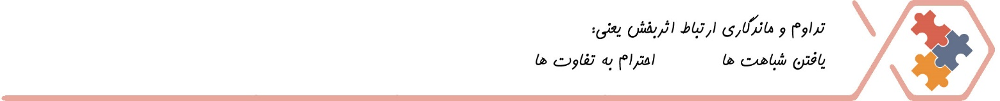 تداوم و ماندگاری ارتباط اثربخش یعنی:
یافتن شباهت ها احترام به تفاوت ها